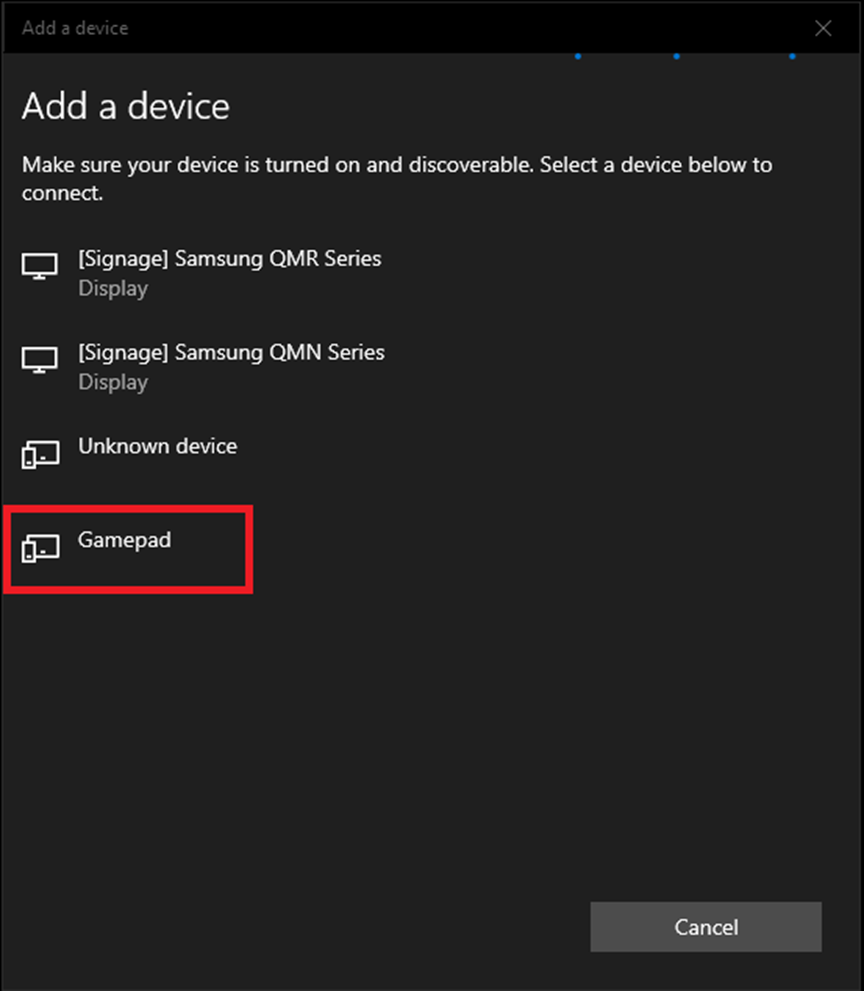 Add a device
Add a device
Make sure your device is turned on and discoverable. Select a device below to
connect.
[Signage] Samsung QMR Series
Display
[Signage] Samsung QMN Series
Display
Unknown device
Gamepad
Cancel